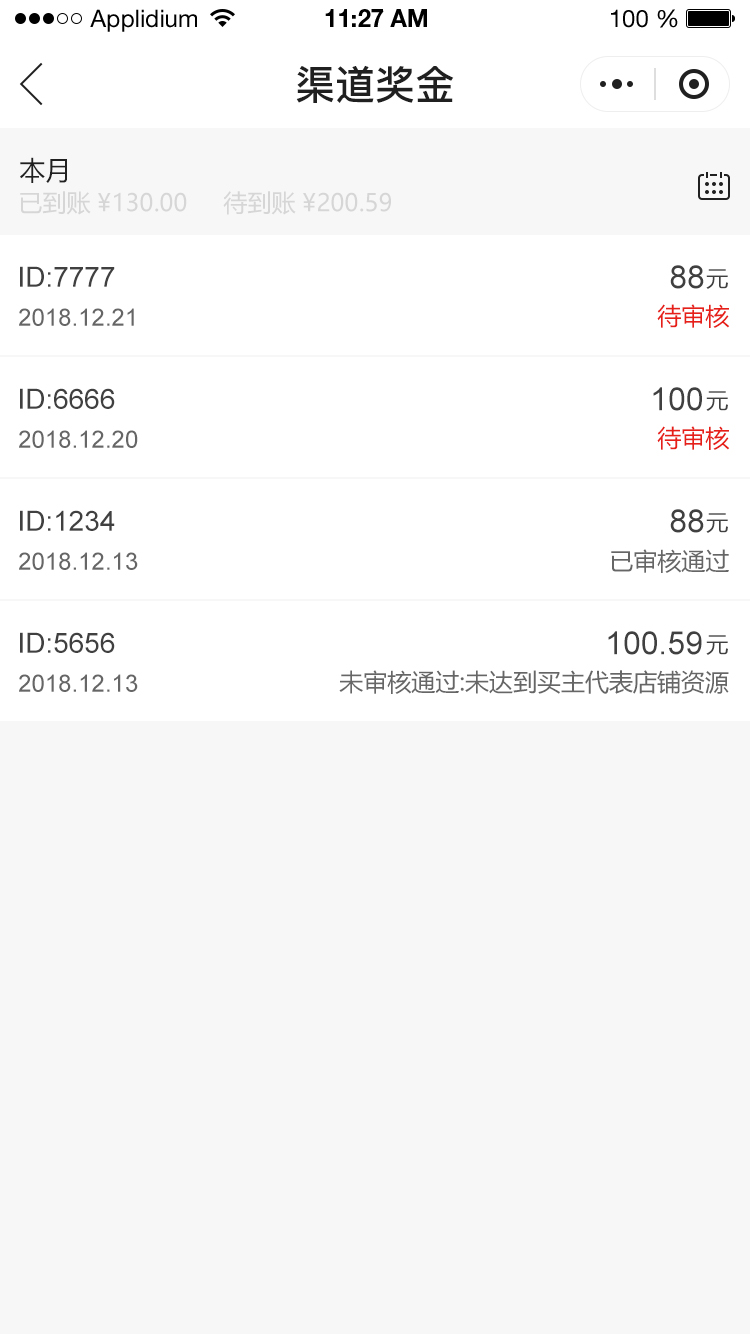 Applidium 11:27 AM 100 %
渠道奖金
本月
已到账 ¥130.00 待到账 ¥200.59
ID:7777 88元
2018.12.21 待审核
ID:6666 100元
2018.12.20 待审核
ID:1234 88元
2018.12.13 已审核通过
ID:5656 100.59元
2018.12.13 未审核通过:未达到买主代表店铺资源